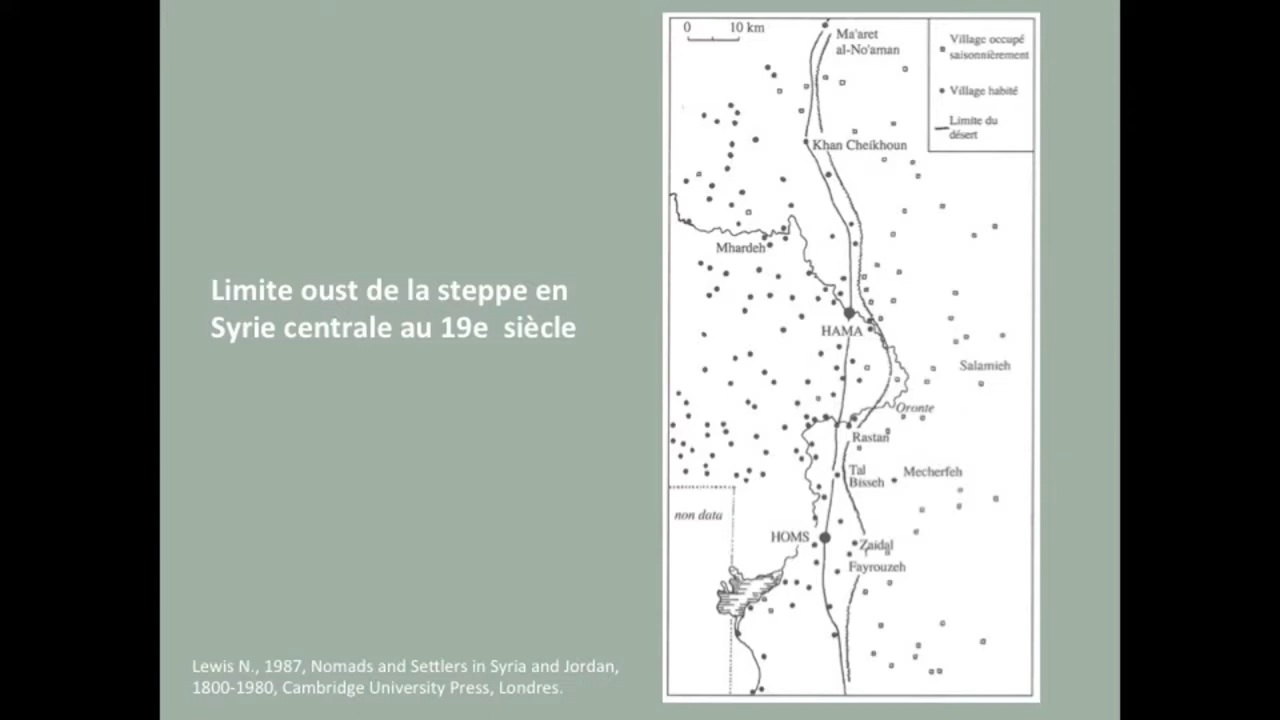 Limite oust de la steppe en
Syrie centrale au 19e siècle
Lewis N., 1987, Nomads and Settlers in Syria and Jordan,
1800-1980, Cambridge University Press, Londres.
0 10 km
Ma'aret
al-No'aman
Village occupé
saisonnièrement
Village habité
Limite du
désert
Khan Cheikhoun
Mhardeh
HAMA
Salamieh
Oronte
Rastan
Tal
Bisseh
Mecherfeh
non data
HOMS
Zaidal
Fayrouzeh